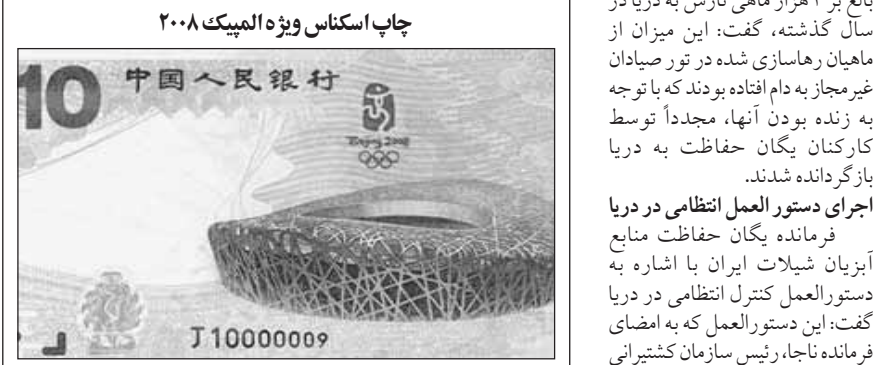 چاپ اسکناس ویژه المپیک ۲۰۰۸
10
中国人民银行
Beijing 2008
J10000009
سال گذشته، گفت: این میزان از
ماهیان رهاسازی شده در تور صیادان
غیرمجاز به دام افتاده بودند که با توجه
به زنده بودن آنها، مجدداً توسط
کارکنان یگان حفاظت به دریا
بازگردانده شدند.
اجرای دستور العمل انتظامی در دریا
فرمانده یگان حفاظت منابع
آبزیان شیلات ایران با اشاره به
دستورالعمل کنترل انتظامی در دریا
گفت: این دستورالعمل که به امضای
فرمانده ناجا، رئیس سازمان کشتیرانی